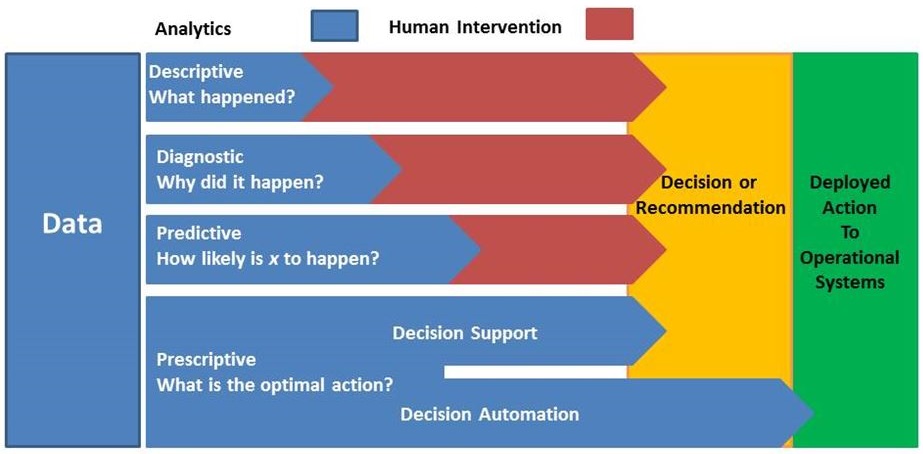 Analytics
Human Intervention
Data
Descriptive
What happened?
Diagnostic
Why did it happen?
Predictive
How likely is x to happen?
Prescriptive
What is the optimal action?
Decision Support
Decision Automation
Decision or
Recommendation
Deployed
Action
To
Operational
Systems